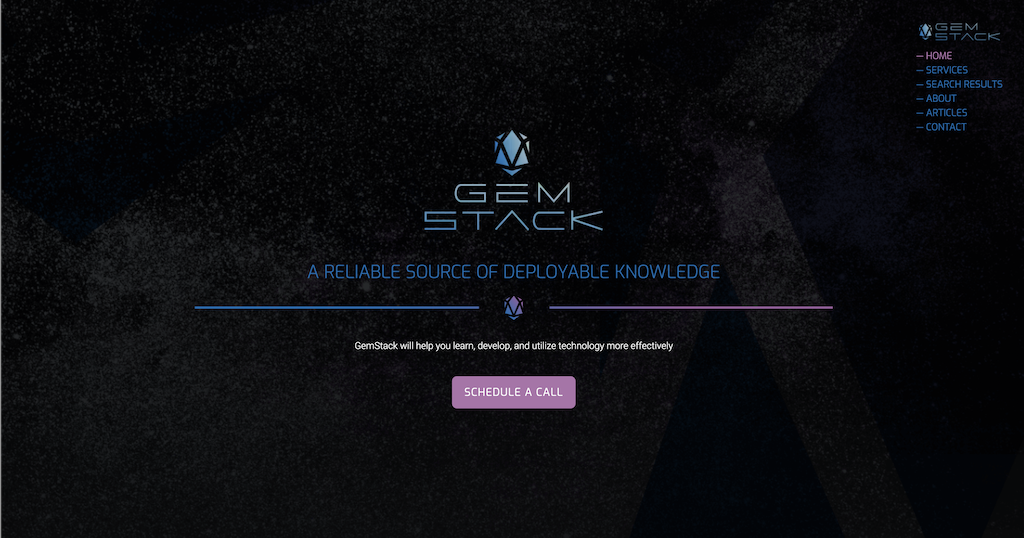 GEM
STACK
— HOME
— SERVICES
— SEARCH RESULTS
— ABOUT
— ARTICLES
— CONTACT
GEM
STACK
A RELIABLE SOURCE OF DEPLOYABLE KNOWLEDGE
GemStack will help you learn, develop, and utilize technology more effectively
SCHEDULE A CALL